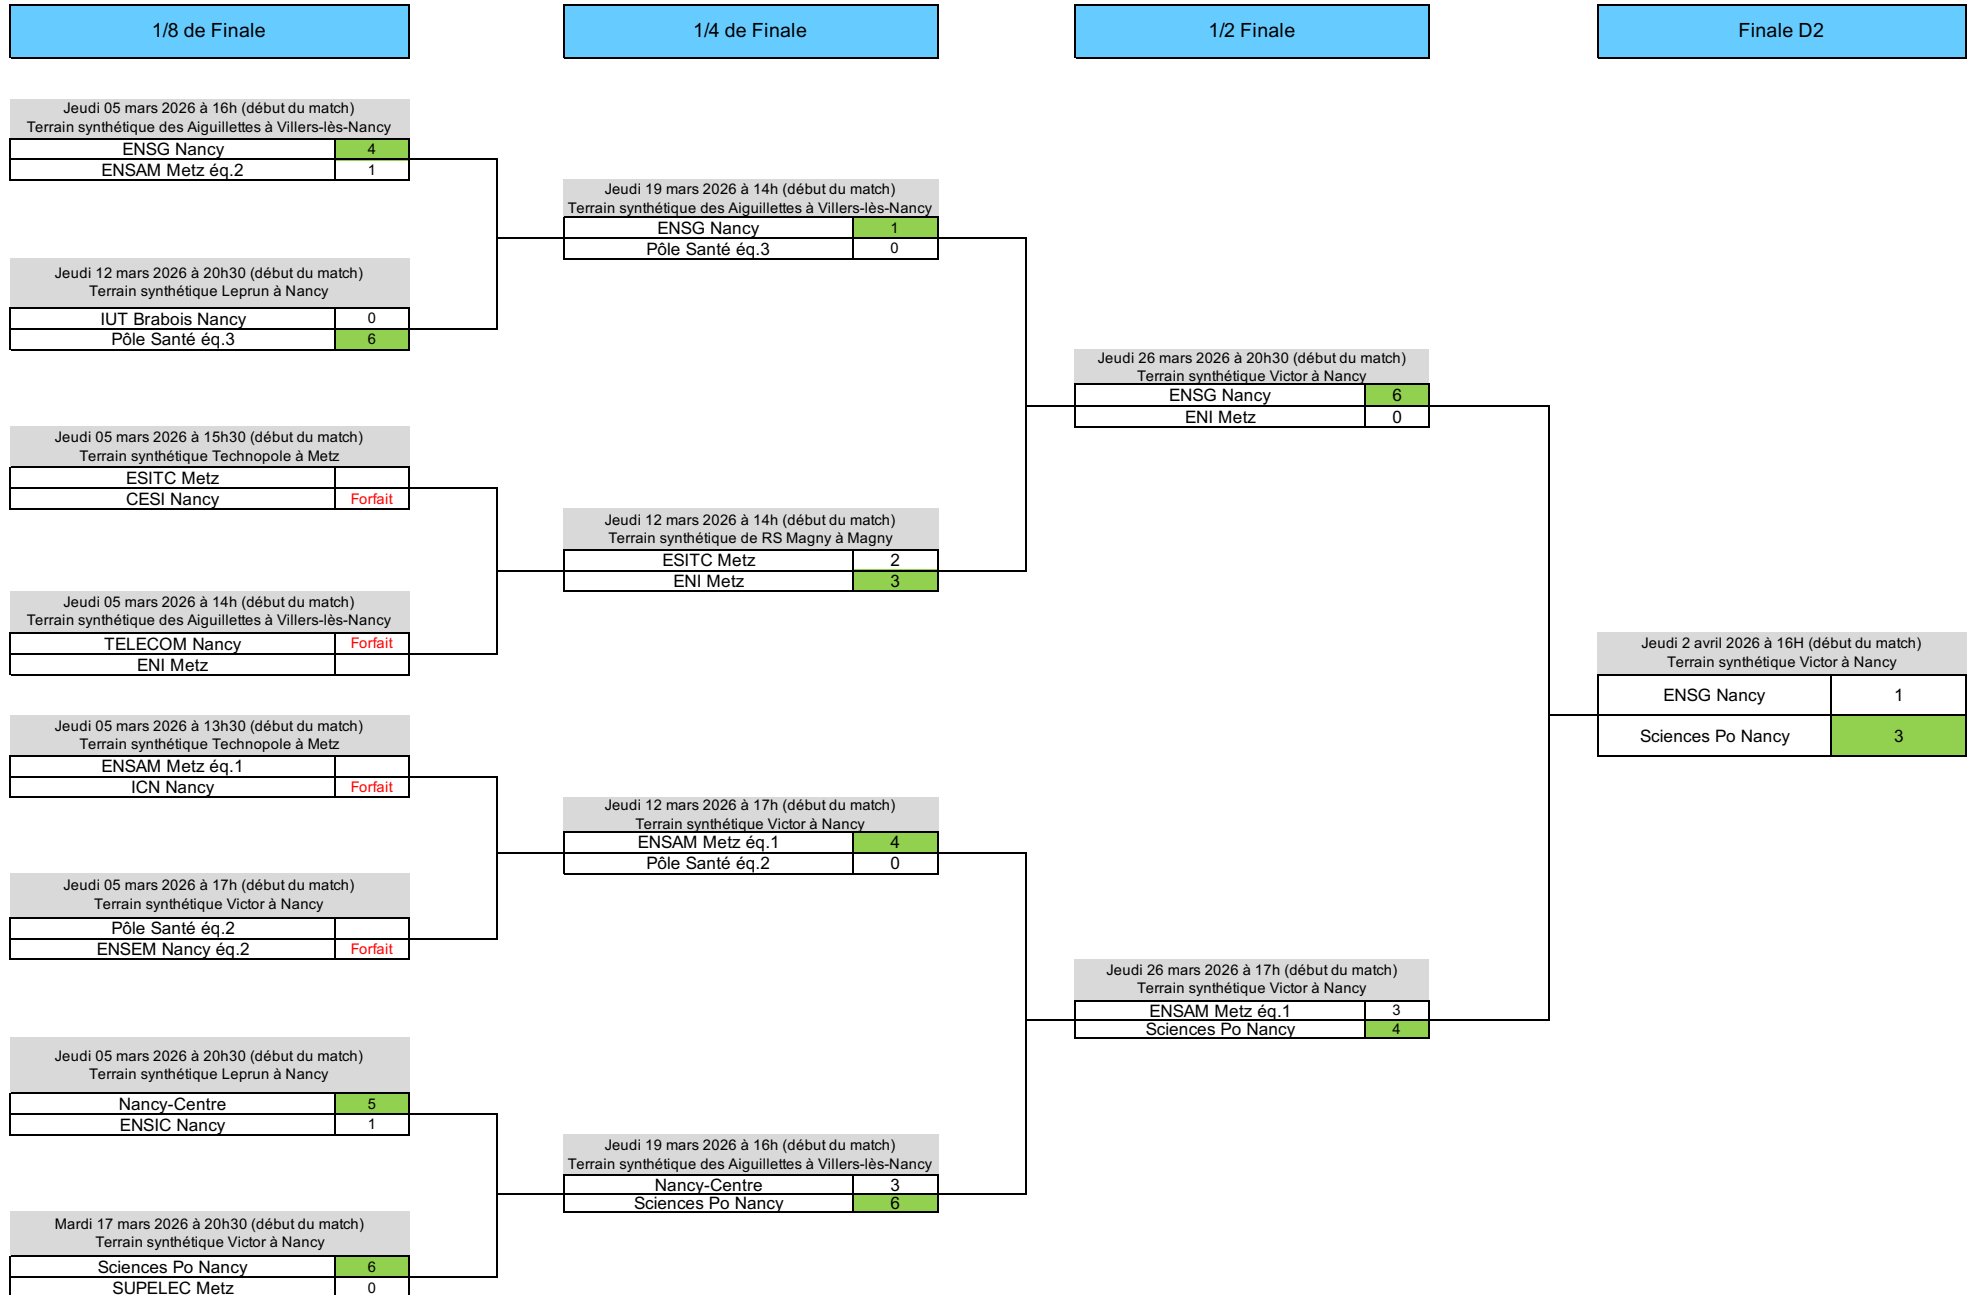 1/8 de Finale
1/4 de Finale
1/2 Finale
Finale D2
Jeudi 05 mars 2026 à 16h (début du match)
Terrain synthétique des Aiguillettes à Villers-lès-Nancy
ENSG Nancy 4
ENSAM Metz éq.2 1
Jeudi 12 mars 2026 à 20h30 (début du match)
Terrain synthétique Leprun à Nancy
IUT Brabois Nancy 0
Pôle Santé éq.3 6
Jeudi 05 mars 2026 à 15h30 (début du match)
Terrain synthétique Technopole à Metz
ESITC Metz
CESI Nancy Forfait
Jeudi 05 mars 2026 à 14h (début du match)
Terrain synthétique des Aiguillettes à Villers-lès-Nancy
TELECOM Nancy Forfait
ENI Metz
Jeudi 05 mars 2026 à 13h30 (début du match)
Terrain synthétique Technopole à Metz
ENSAM Metz éq.1
ICN Nancy Forfait
Jeudi 05 mars 2026 à 17h (début du match)
Terrain synthétique Victor à Nancy
Pôle Santé éq.2
ENSEM Nancy éq.2 Forfait
Jeudi 05 mars 2026 à 20h30 (début du match)
Terrain synthétique Leprun à Nancy
Nancy-Centre 5
ENSIC Nancy 1
Mardi 17 mars 2026 à 20h30 (début du match)
Terrain synthétique Victor à Nancy
Sciences Po Nancy 6
SUPELEC Metz 0
Jeudi 19 mars 2026 à 14h (début du match)
Terrain synthétique des Aiguillettes à Villers-lès-Nancy
ENSG Nancy 1
Pôle Santé éq.3 0
Jeudi 12 mars 2026 à 14h (début du match)
Terrain synthétique de RS Magny à Magny
ESITC Metz 2
ENI Metz 3
Jeudi 12 mars 2026 à 17h (début du match)
Terrain synthétique Victor à Nancy
ENSAM Metz éq.1 4
Pôle Santé éq.2 0
Jeudi 19 mars 2026 à 16h (début du match)
Terrain synthétique des Aiguillettes à Villers-lès-Nancy
Nancy-Centre 3
Sciences Po Nancy 6
Jeudi 26 mars 2026 à 20h30 (début du match)
Terrain synthétique Victor à Nancy
ENSG Nancy 6
ENI Metz 0
Jeudi 26 mars 2026 à 17h (début du match)
Terrain synthétique Victor à Nancy
ENSAM Metz éq.1 3
Sciences Po Nancy 4
Jeudi 2 avril 2026 à 16H (début du match)
Terrain synthétique Victor à Nancy
ENSG Nancy 1
Sciences Po Nancy 3